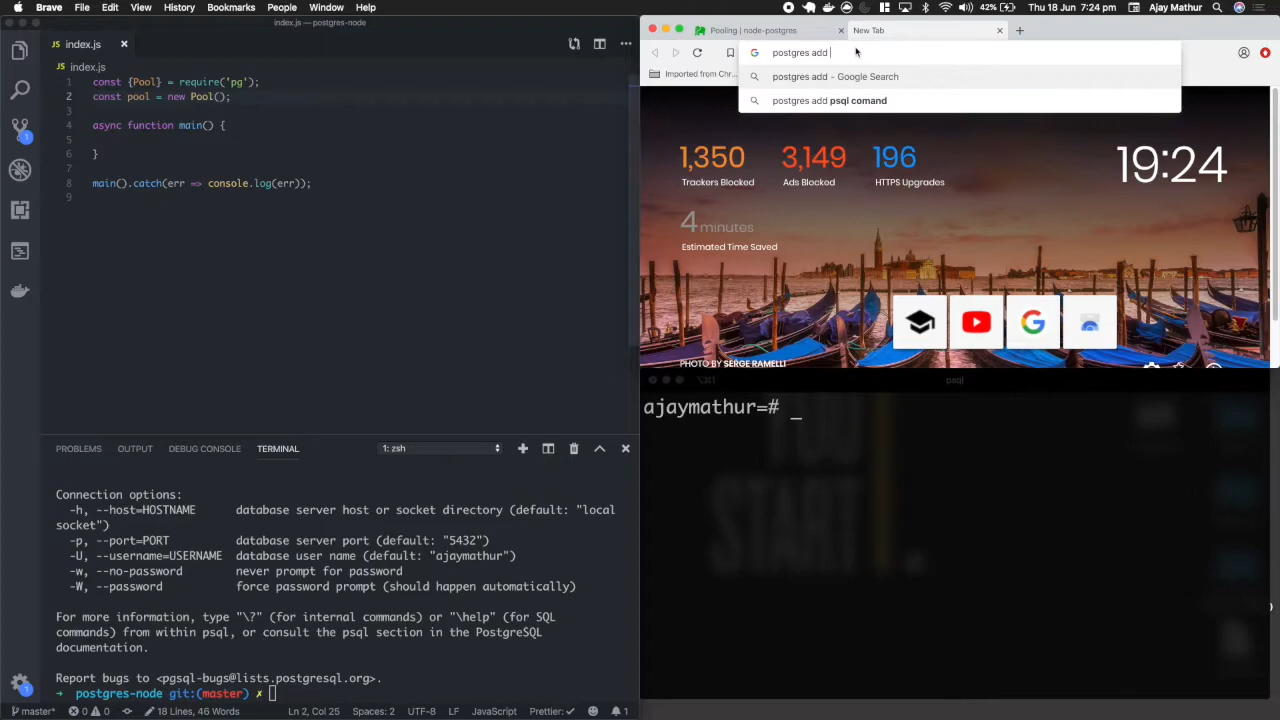 Brave File Edit View History Bookmarks People Window Help
42% Thu 18 Jun 7:24 pm Ajay Mathur
index.js — postgres-node
index.js
index.js
1 const {Pool} = require('pg');
2 const pool = new Pool();
3
4 async function main() {
5
6 }
7
8 main().catch(err => console.log(err));
9
PROBLEMS OUTPUT DEBUG CONSOLE TERMINAL 1: zsh
Connection options:
-h, --host=HOSTNAME database server host or socket directory (default: "local
socket")
-p, --port=PORT database server port (default: "5432")
-U, --username=USERNAME database user name (default: "ajaymathur")
-w, --no-password never prompt for password
-W, --password force password prompt (should happen automatically)
For more information, type "\?" (for internal commands) or "\help" (for SQL
commands) from within psql, or consult the psql section in the PostgreSQL
documentation.
Report bugs to <pgsql-bugs@lists.postgresql.org>.
➜ postgres-node git:(master) ✗
master* 0 0 18 Lines, 46 Words Ln 2, Col 25 Spaces: 2 UTF-8 LF JavaScript Prettier: ✓ 1
Pooling | node-postgres
New Tab
postgres add
Imported from Chr...
postgres add - Google Search
postgres add psql comand
1,350
Trackers Blocked
3,149
Ads Blocked
196
HTTPS Upgrades
19:24
4 minutes
Estimated Time Saved
PHOTO BY SERGE RAMELLI
⌥⌘1
psql
ajaymathur=# _
YOU
START